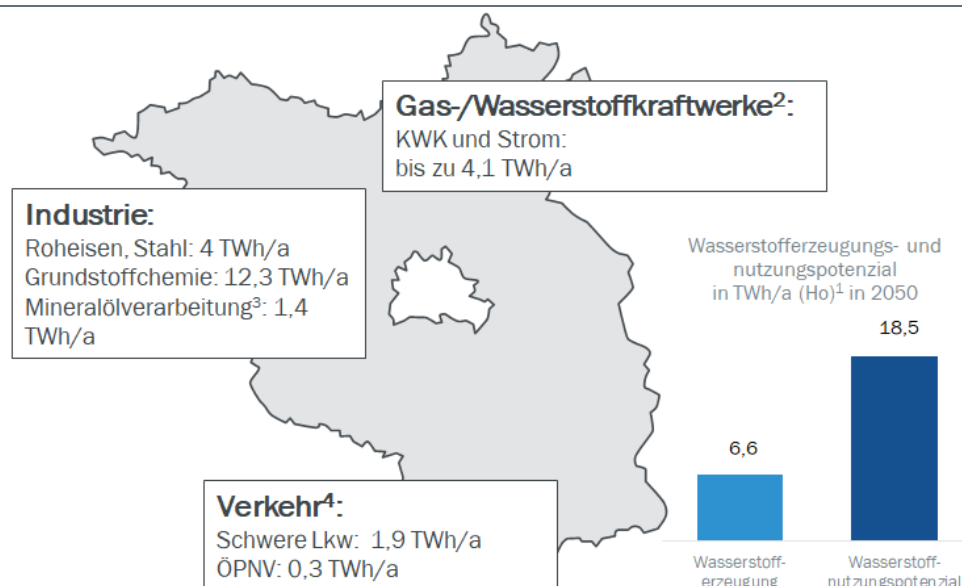 Gas-/Wasserstoffkraftwerke²:
KWK und Strom:
bis zu 4,1 TWh/a
Industrie:
Roheisen, Stahl: 4 TWh/a
Grundstoffchemie: 12,3 TWh/a
Mineralölverarbeitung³: 1,4
TWh/a
Wasserstofferzeugungs- und
nutzungspotenzial
in TWh/a (Ho)¹ in 2050
18,5
6,6
Verkehr⁴:
Schwere Lkw: 1,9 TWh/a
ÖPNV: 0,3 TWh/a
Wasserstoff-
erzeugung
Wasserstoff-
nutzungspotenzial